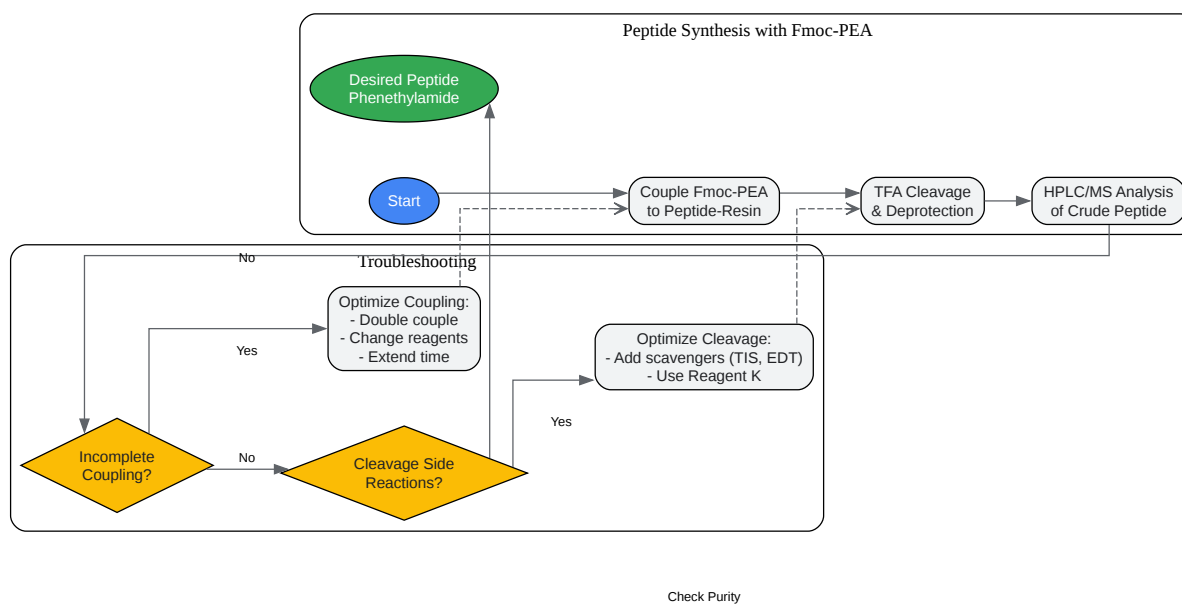 Peptide Synthesis with Fmoc-PEA
Desired Peptide
Phenethylamide
Start
Couple Fmoc-PEA
to Peptide-Resin
TFA Cleavage
& Deprotection
HPLC/MS Analysis
of Crude Peptide
No
Troubleshooting
Optimize Coupling:
- Double couple
- Change reagents
- Extend time
Yes
Optimize Cleavage:
- Add scavengers (TIS, EDT)
- Use Reagent K
Yes
Incomplete
Coupling?
No
Cleavage Side
Reactions?
Check Purity